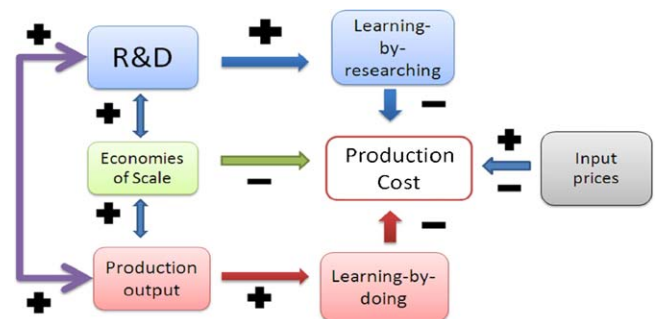 R&D
Learning-
by-
researching
Economies
of Scale
Production
Cost
Input
prices
Production
output
Learning-by-
doing
+
+
+
+
+
+
+
−
−
−
−